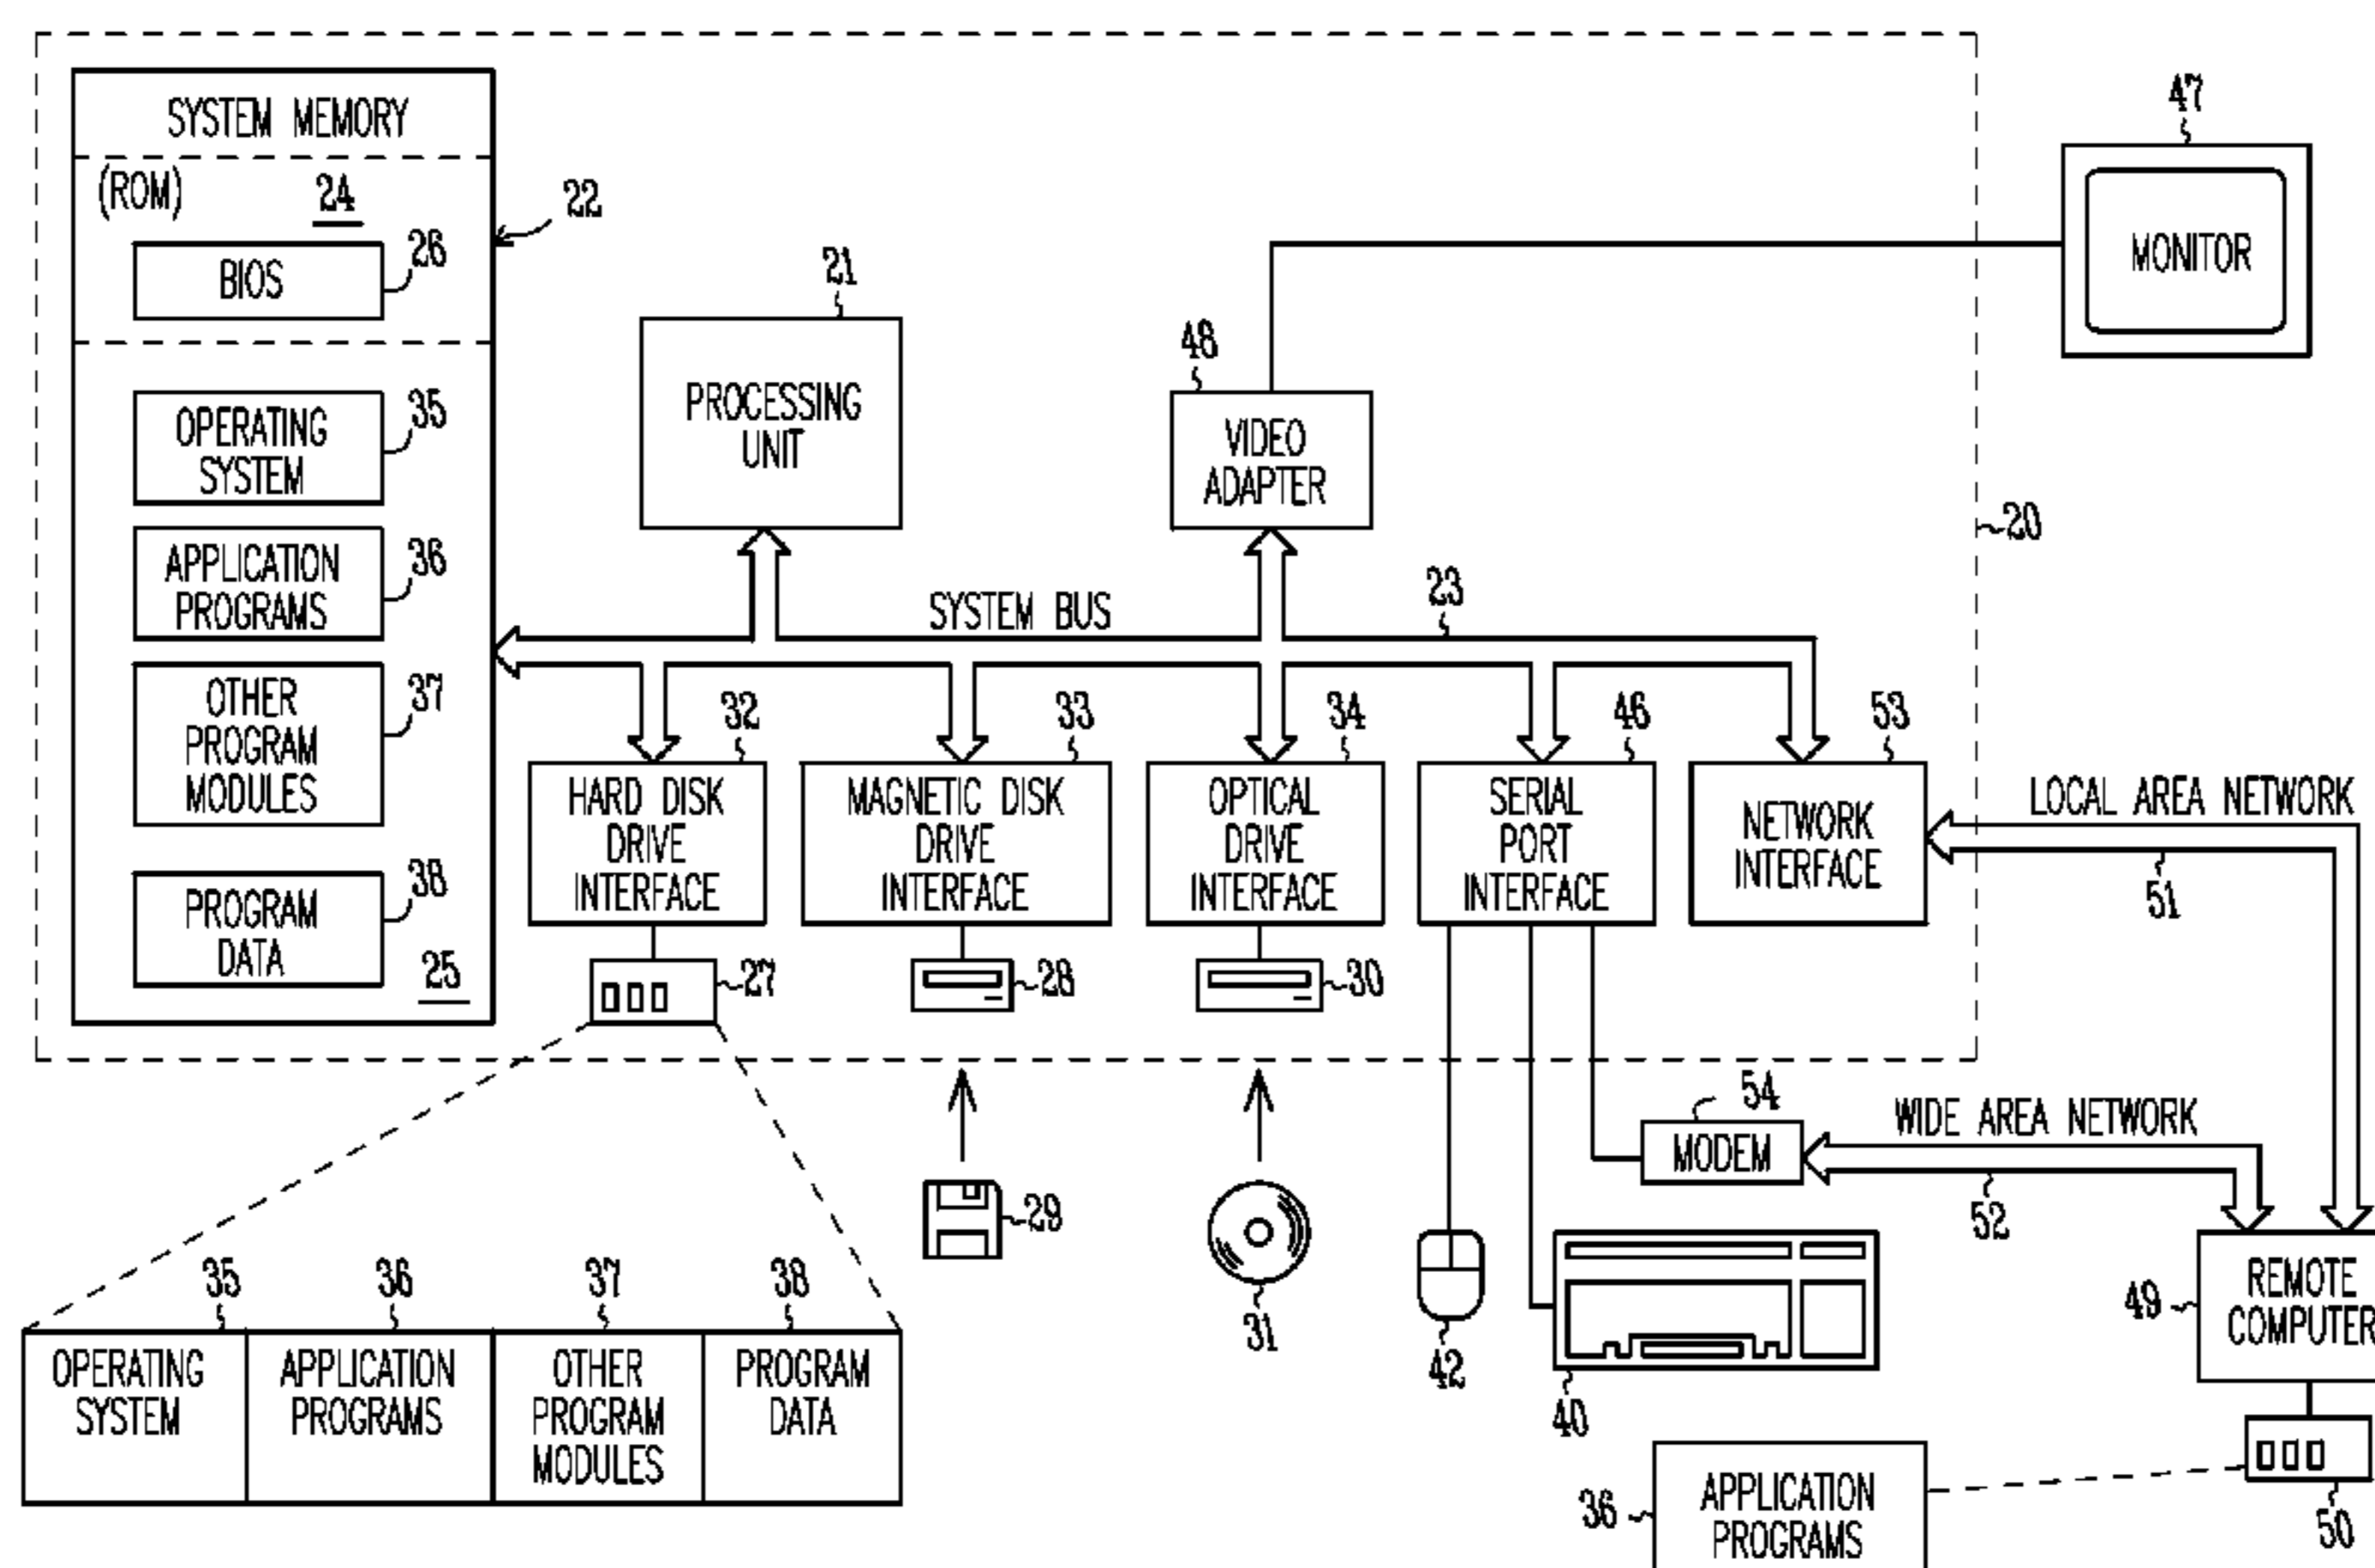 SYSTEM MEMORY
(ROM)
24
22
BIOS
26
OPERATING
SYSTEM
35
APPLICATION
PROGRAMS
36
OTHER
PROGRAM
MODULES
37
PROGRAM
DATA
38
25
21
PROCESSING
UNIT
48
VIDEO
ADAPTER
47
MONITOR
20
SYSTEM BUS
23
32
HARD DISK
DRIVE
INTERFACE
33
MAGNETIC DISK
DRIVE
INTERFACE
34
OPTICAL
DRIVE
INTERFACE
46
SERIAL
PORT
INTERFACE
53
NETWORK
INTERFACE
LOCAL AREA NETWORK
51
27
28
30
54
MODEM
WIDE AREA NETWORK
52
29
31
42
40
49
REMOTE
COMPUTER
50
35
OPERATING
SYSTEM
36
APPLICATION
PROGRAMS
37
OTHER
PROGRAM
MODULES
38
PROGRAM
DATA
36
APPLICATION
PROGRAMS